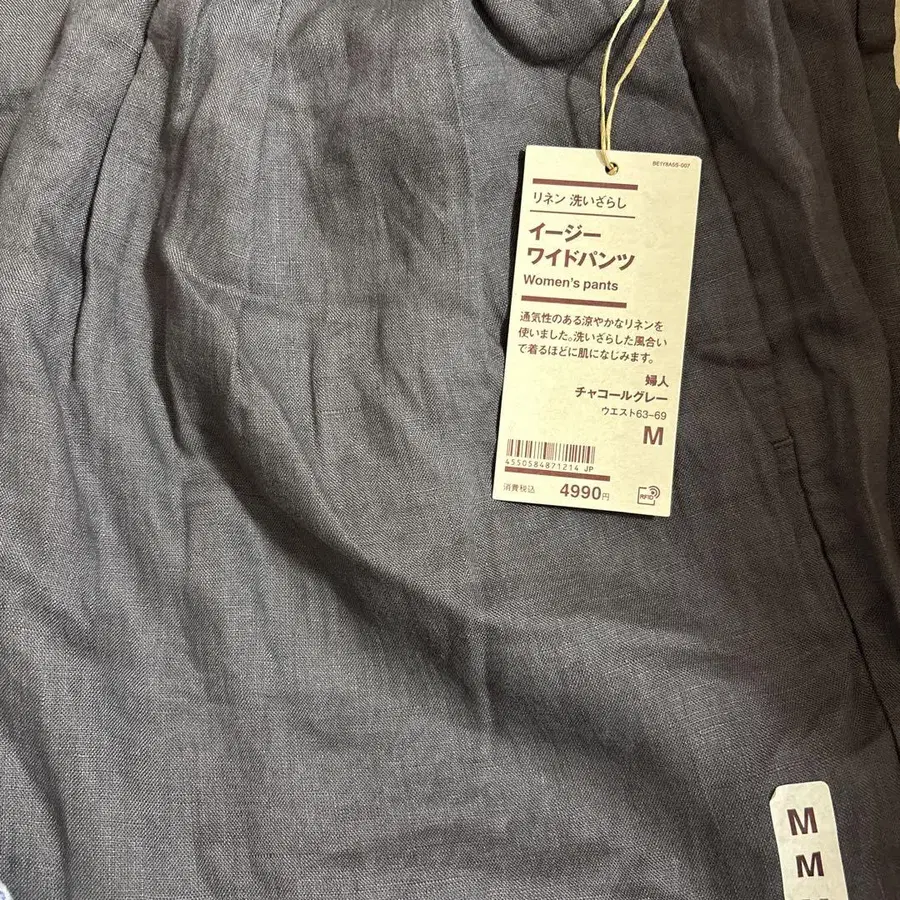 BE1Y8A5S-007
リネン 洗いざらし
イージー
ワイドパンツ
Women's pants
通気性のある涼やかなリネンを
使いました。洗いざらした風合い
で着るほどに肌になじみます。
婦人
チャコールグレー
ウエスト63-69
M
4550584871214 JP
消費税込 4990円
RFID
M
M
M